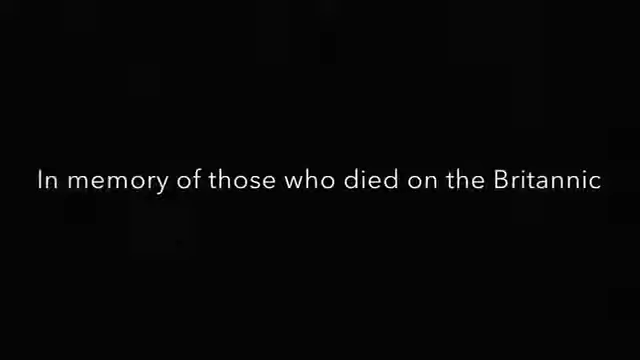 In memory of those who died on the Britannic